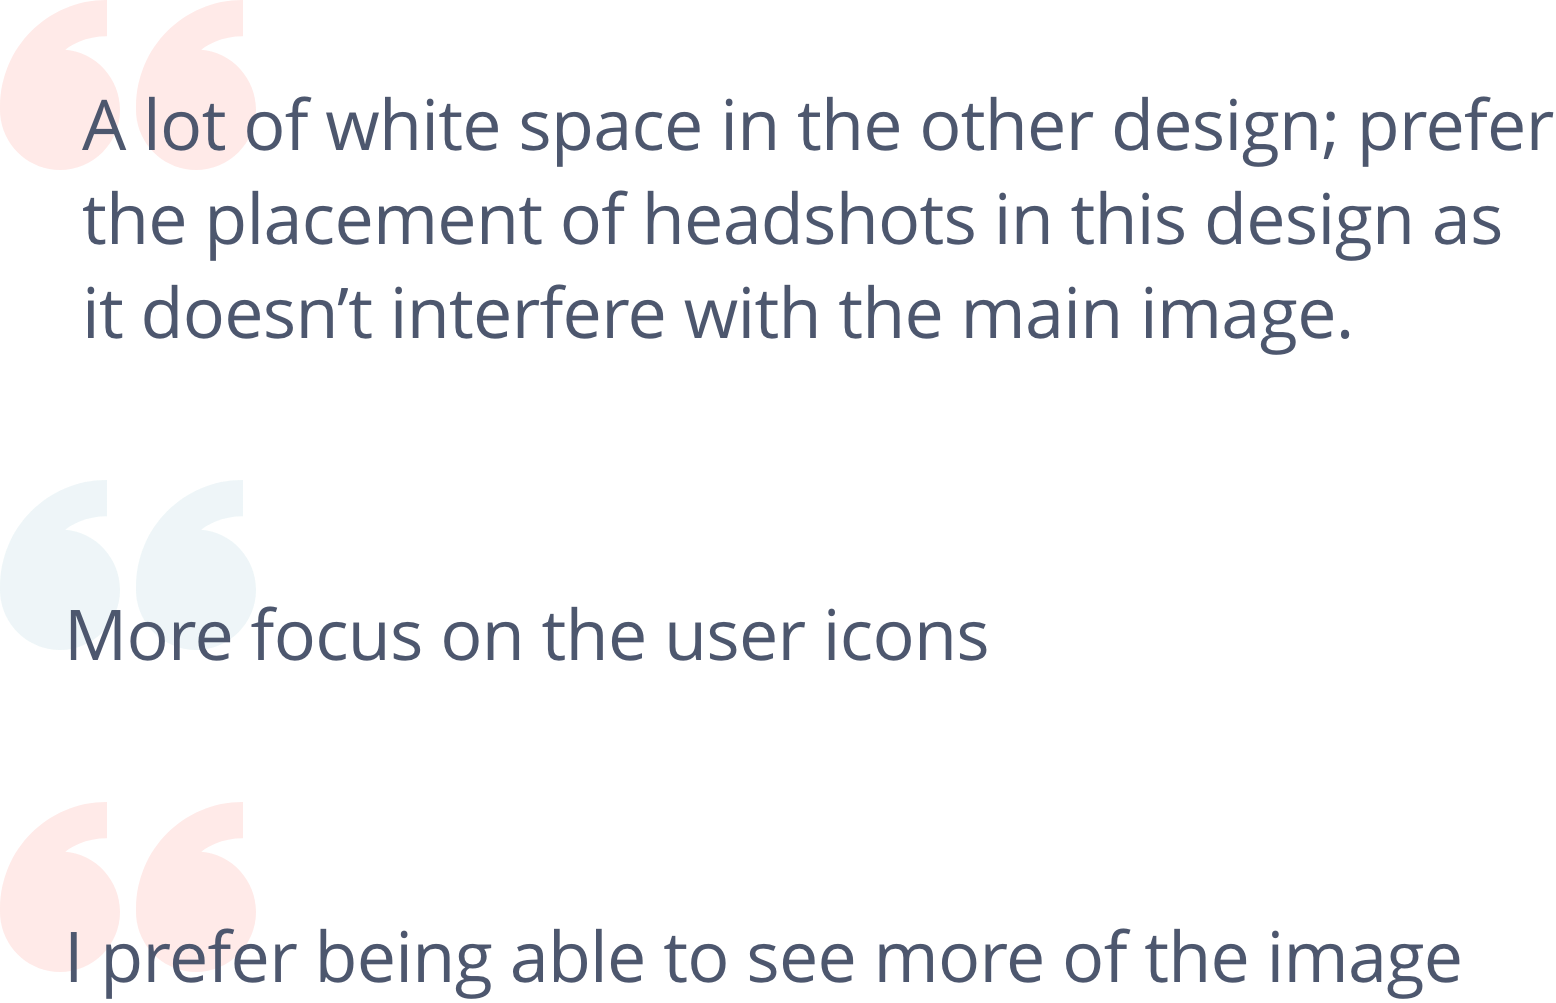 A lot of white space in the other design; prefer
the placement of headshots in this design as
it doesn’t interfere with the main image.
More focus on the user icons
I prefer being able to see more of the image